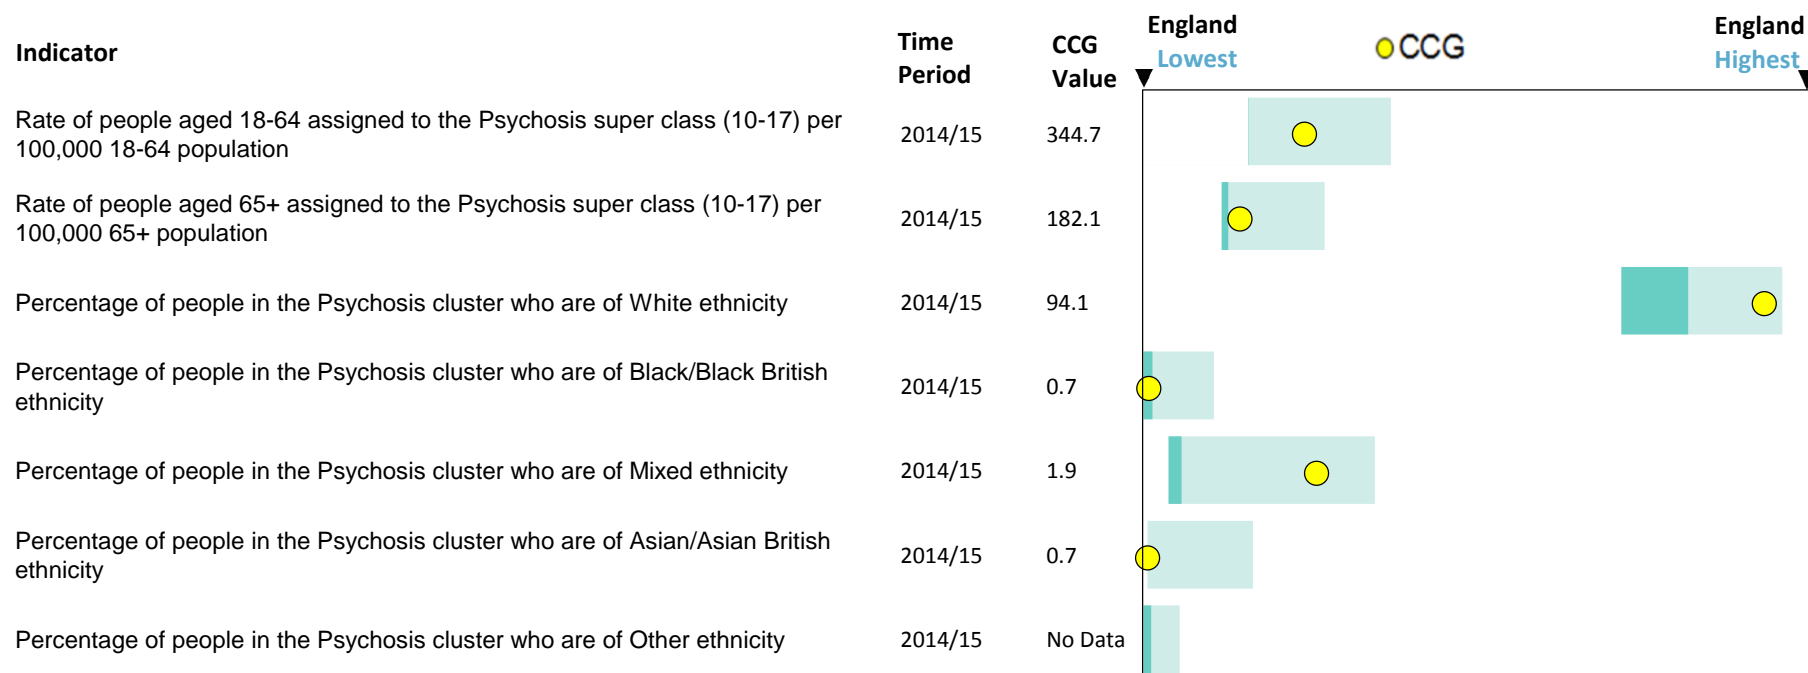 Indicator
Time
Period
CCG
Value
England
Lowest
CCG
England
Highest
Rate of people aged 18-64 assigned to the Psychosis super class (10-17) per
100,000 18-64 population
2014/15
344.7
Rate of people aged 65+ assigned to the Psychosis super class (10-17) per
100,000 65+ population
2014/15
182.1
Percentage of people in the Psychosis cluster who are of White ethnicity
2014/15
94.1
Percentage of people in the Psychosis cluster who are of Black/Black British
ethnicity
2014/15
0.7
Percentage of people in the Psychosis cluster who are of Mixed ethnicity
2014/15
1.9
Percentage of people in the Psychosis cluster who are of Asian/Asian British
ethnicity
2014/15
0.7
Percentage of people in the Psychosis cluster who are of Other ethnicity
2014/15
No Data